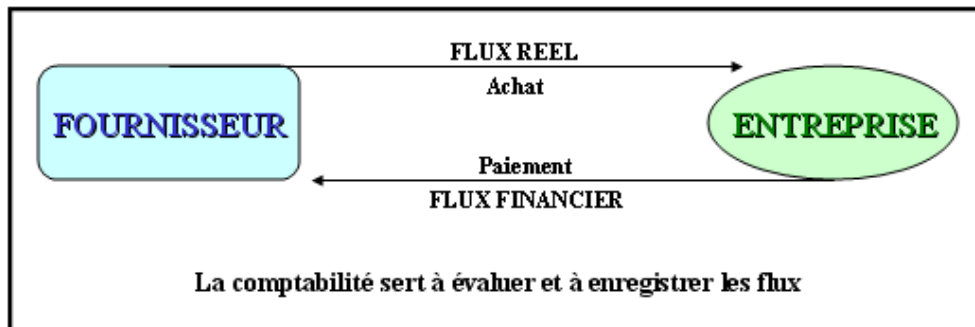 FLUX REEL
Achat
FOURNISSEUR
ENTREPRISE
Paiement
FLUX FINANCIER
La comptabilité sert à évaluer et à enregistrer les flux